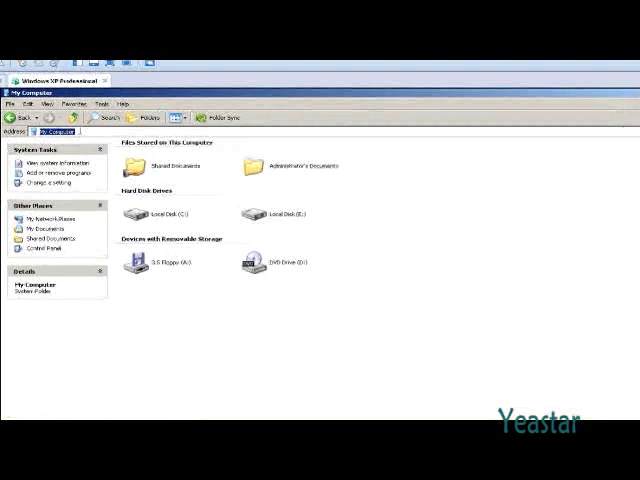 Windows XP Professional
My Computer
File Edit View Favorites Tools Help
Back Search Folders Folder Sync
Address My Computer
System Tasks
View system information
Add or remove programs
Change a setting
Other Places
My Network Places
My Documents
Shared Documents
Control Panel
Details
My Computer
System Folder
Files Stored on This Computer
Shared Documents Administrator's Documents
Hard Disk Drives
Local Disk (C:) Local Disk (E:)
Devices with Removable Storage
3.5 Floppy (A:) DVD Drive (D:)
Yeastar